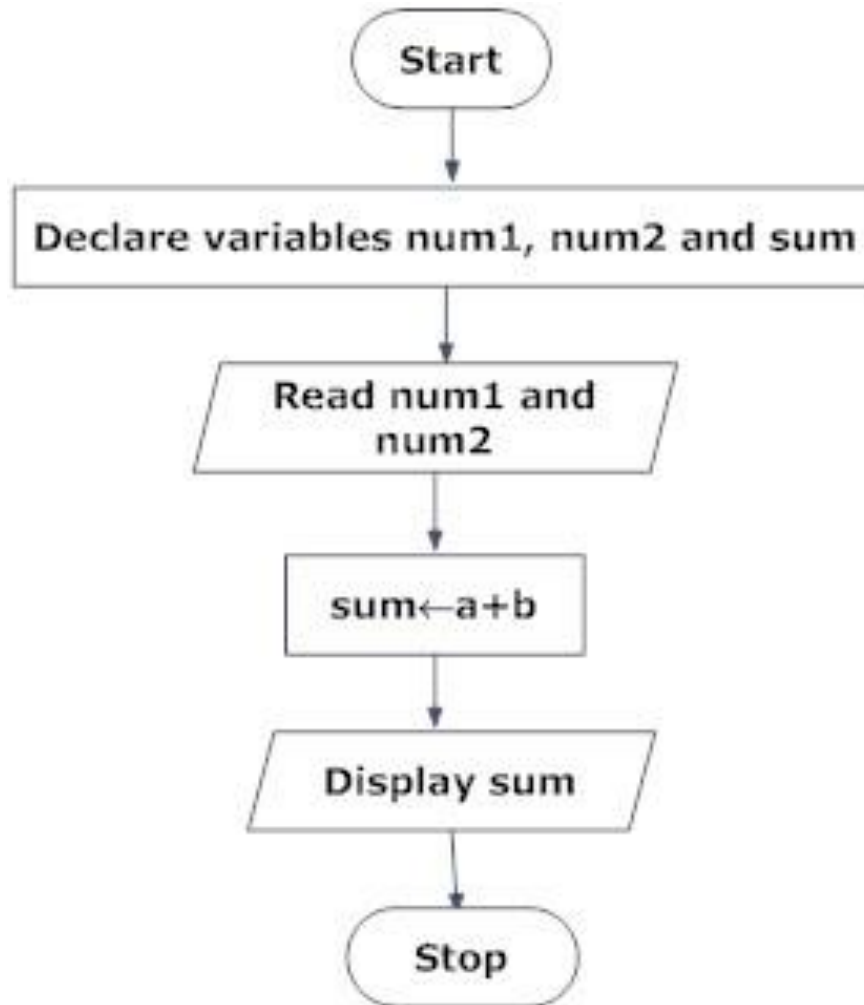 Start
Declare variables num1, num2 and sum
Read num1 and
num2
sum←a+b
Display sum
Stop